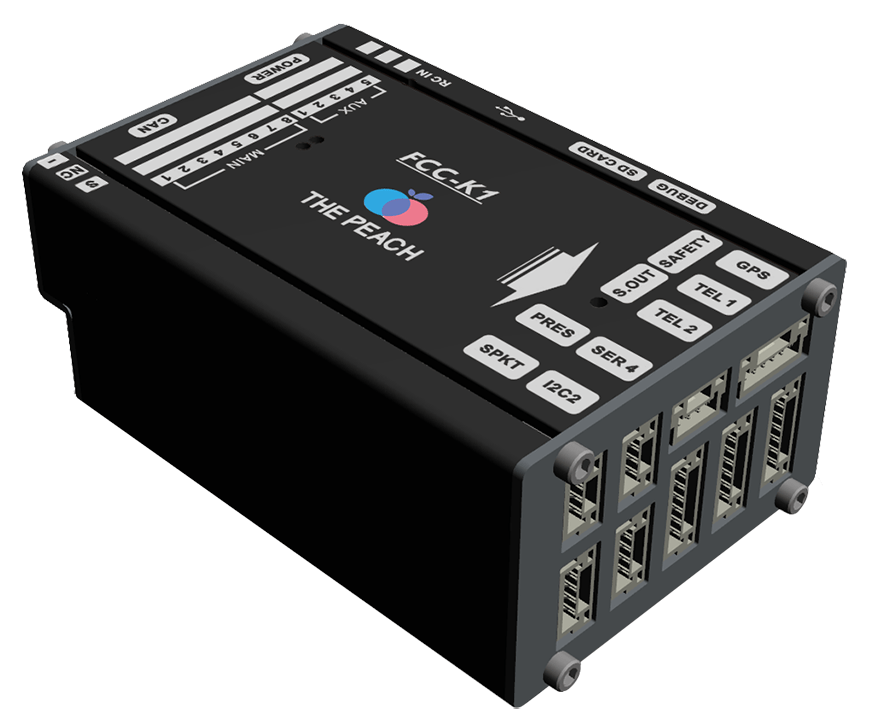 POWER
CAN
RC IN
5 4 3 2 1
AUX
8 7 6 5 4 3 2 1
MAIN
-
NC
S
FCC-K1
THE PEACH
SD CARD
DEBUG
S.OUT
SAFETY
GPS
TEL 1
TEL 2
PRES
SER 4
SPKT
I2C2